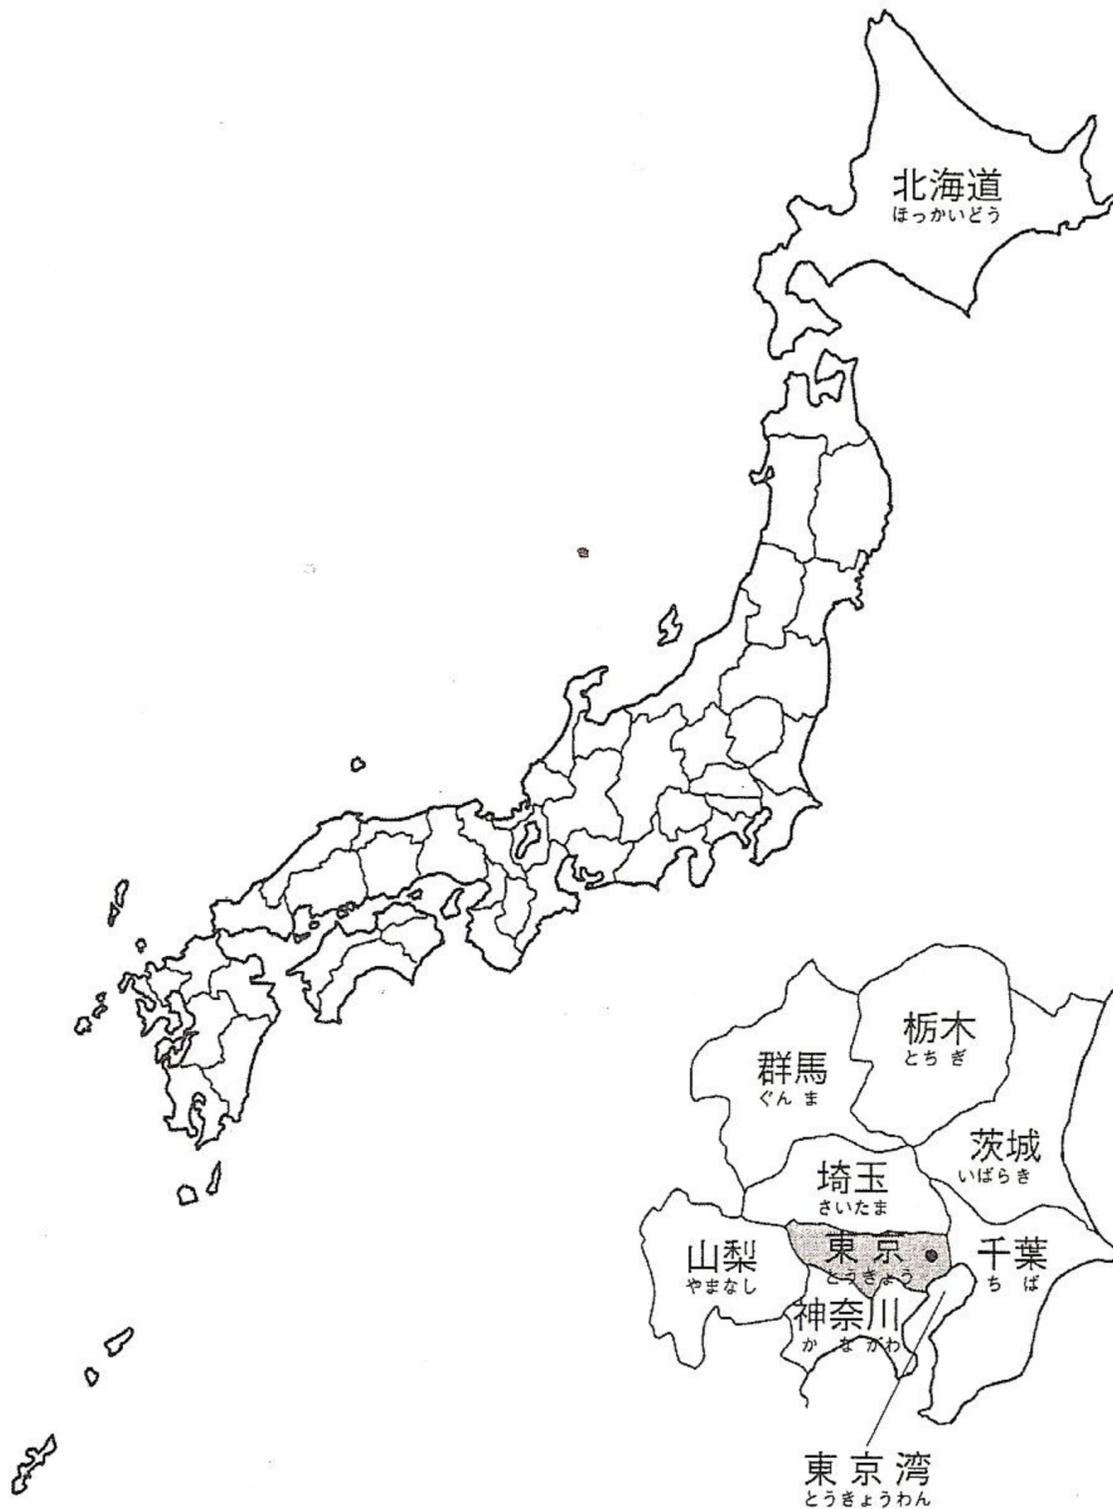 北海道
ほっかいどう
栃木
とちぎ
群馬
ぐんま
茨城
いばらき
埼玉
さいたま
東京
とうきょう
千葉
ちば
山梨
やまなし
神奈川
かながわ
東京湾
とうきょうわん